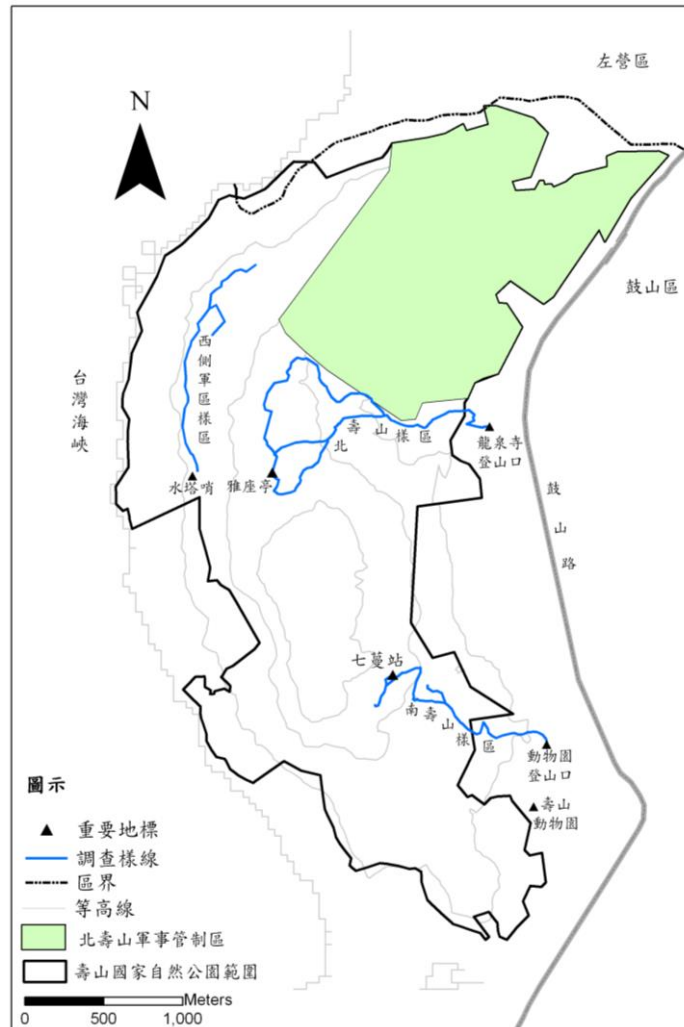 左營區
N
鼓山區
台灣海峽
西側軍區樣區
北壽山樣區
龍泉寺
登山口
水塔哨
雅座亭
鼓山路
七蔓站
南壽山樣區
動物園
登山口
壽山
動物園
圖示
重要地標
調查樣線
區界
等高線
北壽山軍事管制區
壽山國家自然公園範圍
Meters
0 500 1,000